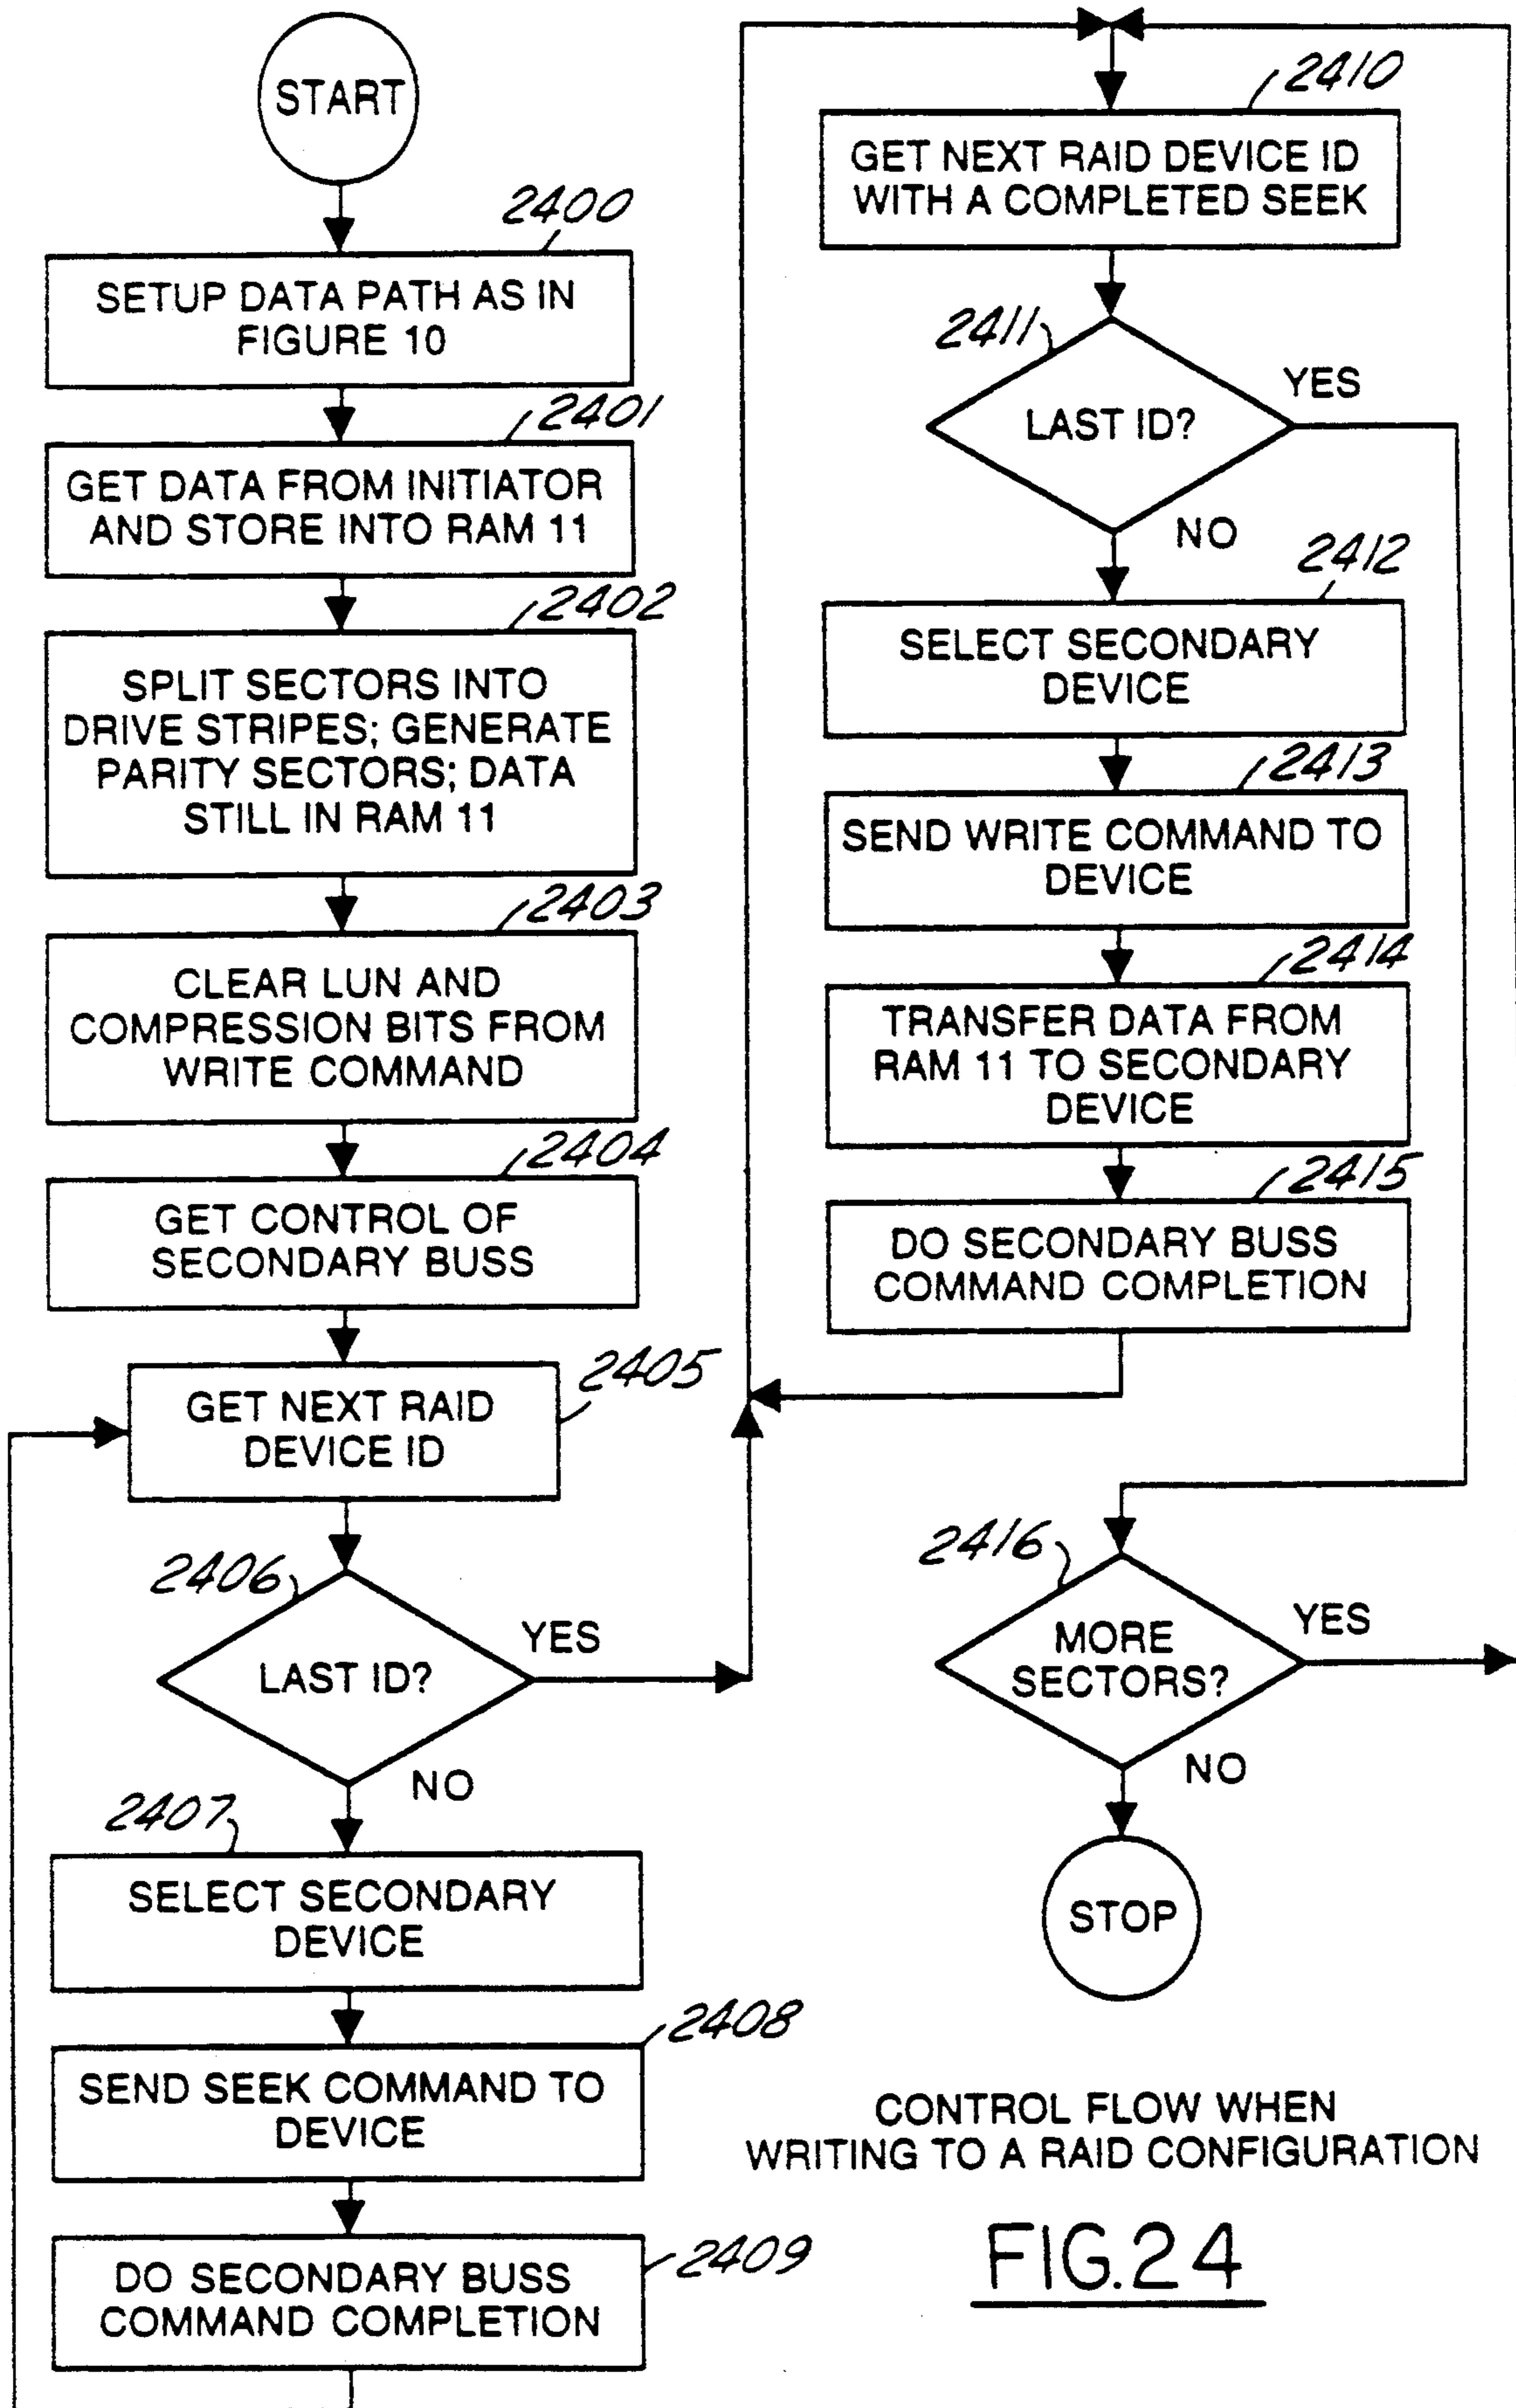 START
2400
SETUP DATA PATH AS IN
FIGURE 10
2401
GET DATA FROM INITIATOR
AND STORE INTO RAM 11
2402
SPLIT SECTORS INTO
DRIVE STRIPES; GENERATE
PARITY SECTORS; DATA
STILL IN RAM 11
2403
CLEAR LUN AND
COMPRESSION BITS FROM
WRITE COMMAND
2404
GET CONTROL OF
SECONDARY BUSS
2405
GET NEXT RAID
DEVICE ID
2406
LAST ID?
YES
NO
2407
SELECT SECONDARY
DEVICE
2408
SEND SEEK COMMAND TO
DEVICE
2409
DO SECONDARY BUSS
COMMAND COMPLETION
2410
GET NEXT RAID DEVICE ID
WITH A COMPLETED SEEK
2411
LAST ID?
YES
NO
2412
SELECT SECONDARY
DEVICE
2413
SEND WRITE COMMAND TO
DEVICE
2414
TRANSFER DATA FROM
RAM 11 TO SECONDARY
DEVICE
2415
DO SECONDARY BUSS
COMMAND COMPLETION
2416
MORE
SECTORS?
YES
NO
STOP
CONTROL FLOW WHEN
WRITING TO A RAID CONFIGURATION
FIG.24